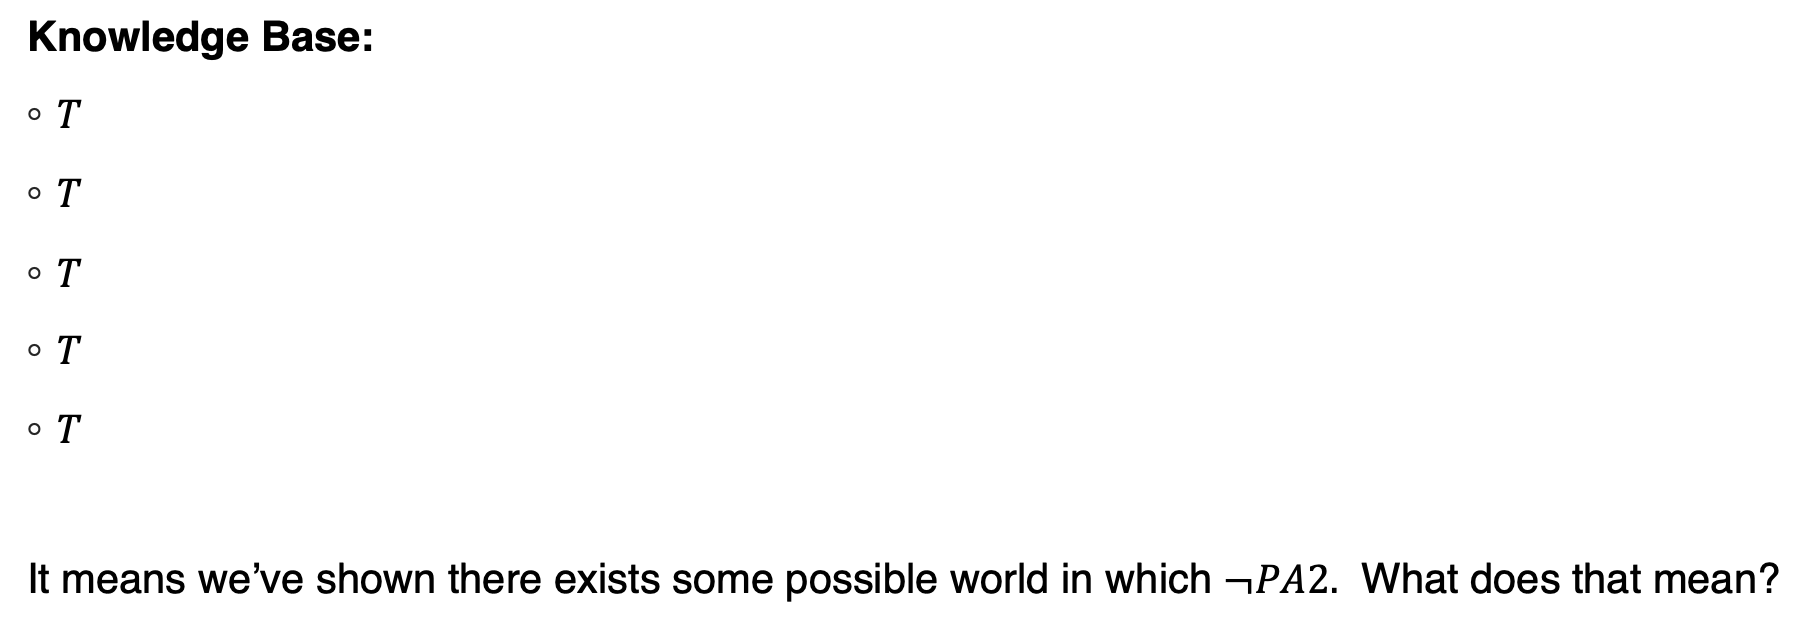 Knowledge Base:
∘ T
∘ T
∘ T
∘ T
∘ T
It means we’ve shown there exists some possible world in which ¬PA2.  What does that mean?